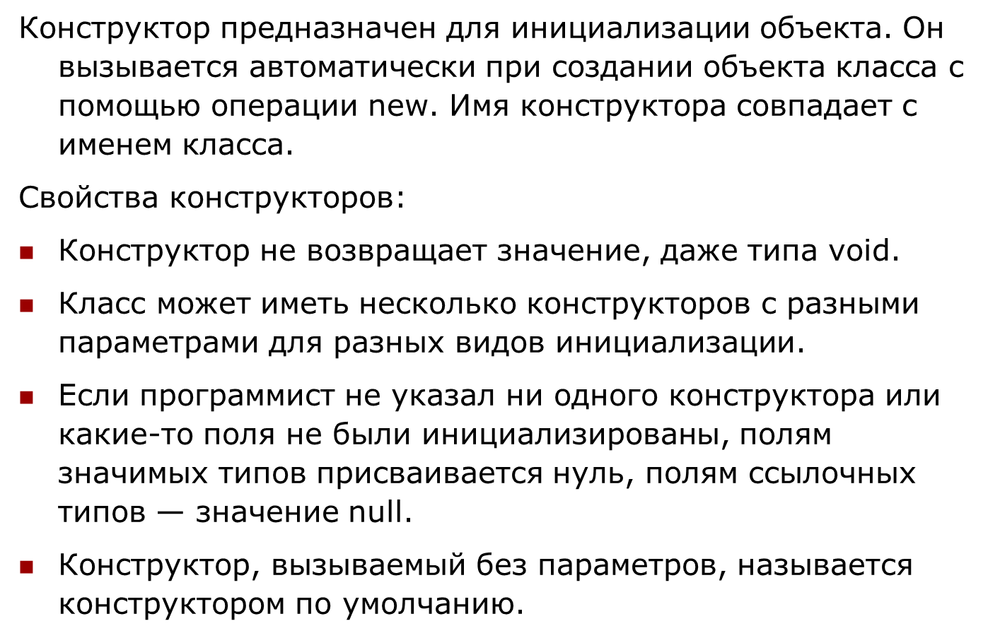 Конструктор предназначен для инициализации объекта. Он
вызывается автоматически при создании объекта класса с
помощью операции new. Имя конструктора совпадает с
именем класса.
Свойства конструкторов:
Конструктор не возвращает значение, даже типа void.
Класс может иметь несколько конструкторов с разными
параметрами для разных видов инициализации.
Если программист не указал ни одного конструктора или
какие-то поля не были инициализированы, полям
значимых типов присваивается нуль, полям ссылочных
типов — значение null.
Конструктор, вызываемый без параметров, называется
конструктором по умолчанию.